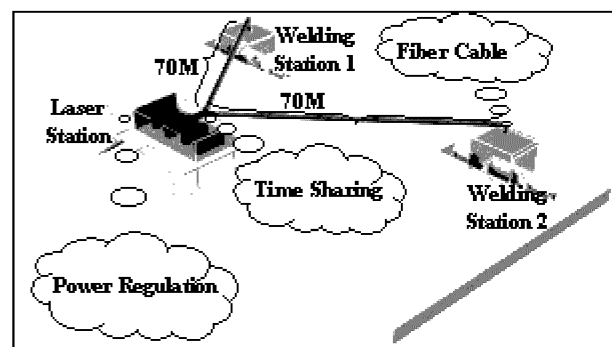 Welding
Station 1
Fiber Cable
70M
70M
Laser
Station
Time Sharing
Welding
Station 2
Power Regulation